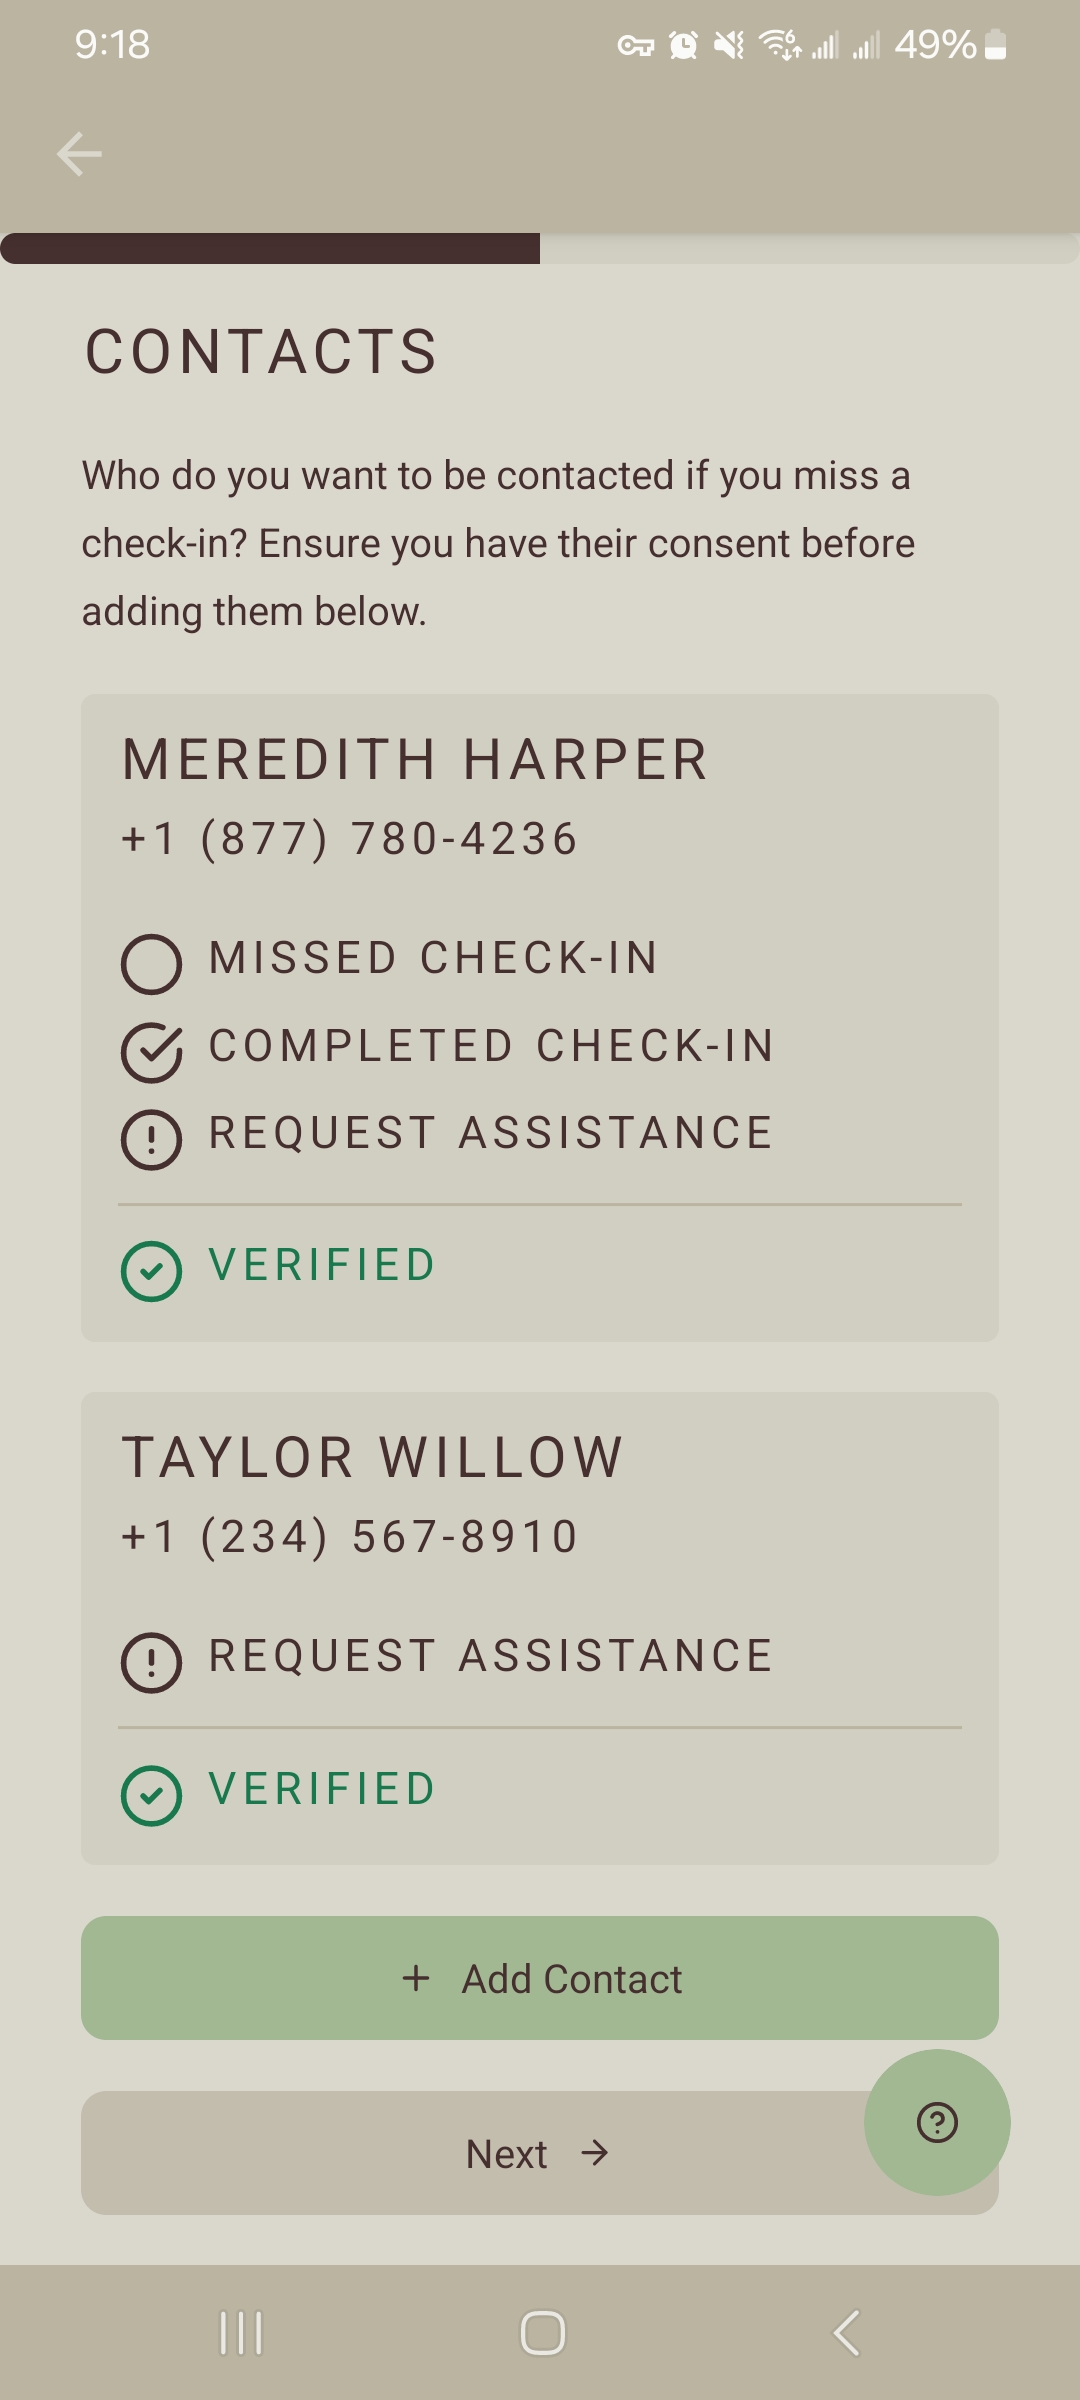 9:18
49%
CONTACTS
Who do you want to be contacted if you miss a
check-in? Ensure you have their consent before
adding them below.
MEREDITH HARPER
+1 (877) 780-4236
MISSED CHECK-IN
COMPLETED CHECK-IN
REQUEST ASSISTANCE
VERIFIED
TAYLOR WILLOW
+1 (234) 567-8910
REQUEST ASSISTANCE
VERIFIED
+ Add Contact
Next →